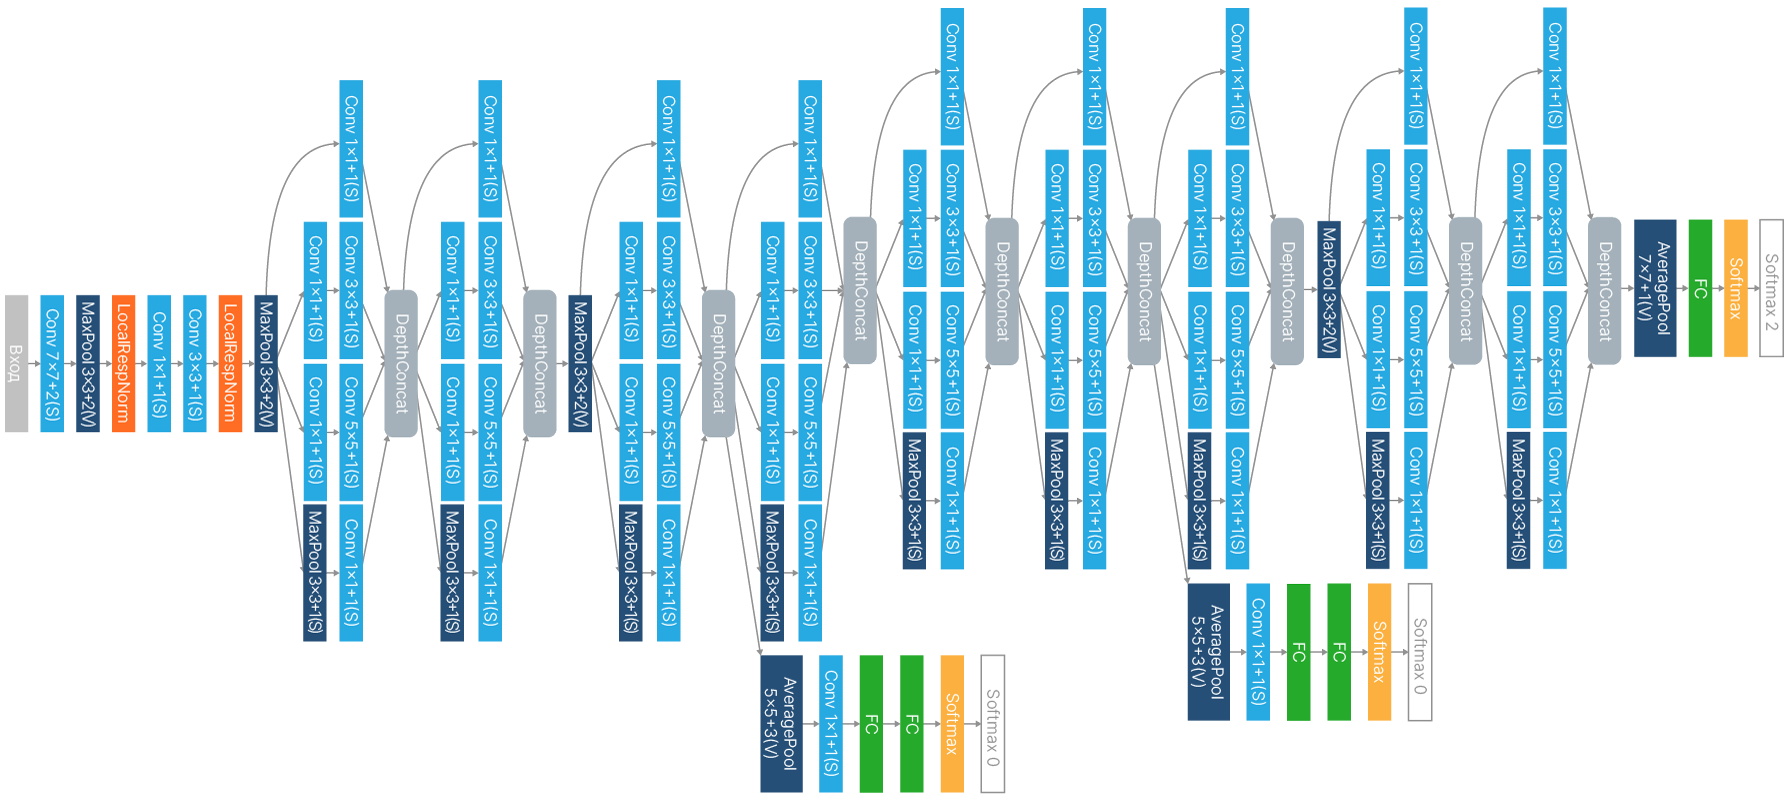 Вход
Conv 7×7+2(S)
MaxPool 3×3+2(V)
LocalRespNorm
Conv 1×1+1(S)
Conv 3×3+1(S)
LocalRespNorm
MaxPool 3×3+2(V)
Conv 1×1+1(S)
Conv 1×1+1(S)
Conv 3×3+1(S)
Conv 1×1+1(S)
Conv 5×5+1(S)
MaxPool 3×3+1(S)
Conv 1×1+1(S)
DepthConcat
Conv 1×1+1(S)
Conv 1×1+1(S)
Conv 3×3+1(S)
Conv 1×1+1(S)
Conv 5×5+1(S)
MaxPool 3×3+1(S)
Conv 1×1+1(S)
DepthConcat
MaxPool 3×3+2(V)
Conv 1×1+1(S)
Conv 1×1+1(S)
Conv 3×3+1(S)
Conv 1×1+1(S)
Conv 5×5+1(S)
MaxPool 3×3+1(S)
Conv 1×1+1(S)
DepthConcat
Conv 1×1+1(S)
Conv 1×1+1(S)
Conv 3×3+1(S)
Conv 1×1+1(S)
Conv 5×5+1(S)
MaxPool 3×3+1(S)
Conv 1×1+1(S)
AveragePool
5×5+3(V)
Conv 1×1+1(S)
FC
FC
Softmax
Softmax 0
DepthConcat
Conv 1×1+1(S)
Conv 1×1+1(S)
Conv 3×3+1(S)
Conv 1×1+1(S)
Conv 5×5+1(S)
MaxPool 3×3+1(S)
Conv 1×1+1(S)
DepthConcat
Conv 1×1+1(S)
Conv 1×1+1(S)
Conv 3×3+1(S)
Conv 1×1+1(S)
Conv 5×5+1(S)
MaxPool 3×3+1(S)
Conv 1×1+1(S)
DepthConcat
Conv 1×1+1(S)
Conv 1×1+1(S)
Conv 3×3+1(S)
Conv 1×1+1(S)
Conv 5×5+1(S)
MaxPool 3×3+1(S)
Conv 1×1+1(S)
AveragePool
5×5+3(V)
Conv 1×1+1(S)
FC
FC
Softmax
Softmax 0
DepthConcat
MaxPool 3×3+2(V)
Conv 1×1+1(S)
Conv 1×1+1(S)
Conv 3×3+1(S)
Conv 1×1+1(S)
Conv 5×5+1(S)
MaxPool 3×3+1(S)
Conv 1×1+1(S)
DepthConcat
Conv 1×1+1(S)
Conv 1×1+1(S)
Conv 3×3+1(S)
Conv 1×1+1(S)
Conv 5×5+1(S)
MaxPool 3×3+1(S)
Conv 1×1+1(S)
DepthConcat
AveragePool
7×7+1(V)
FC
Softmax
Softmax 2